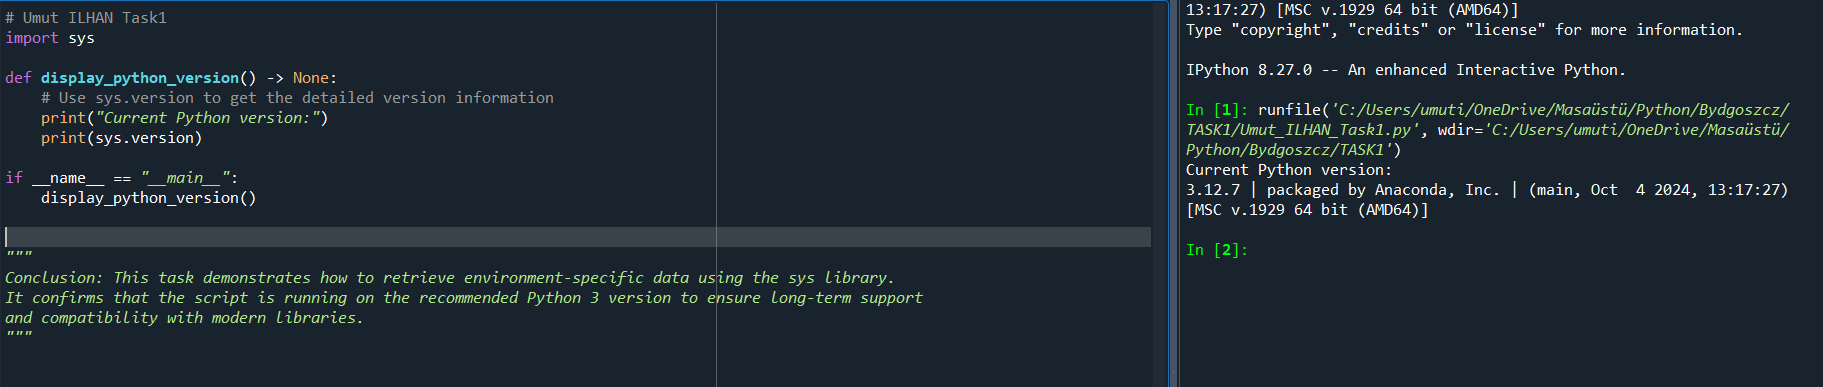 # Umut ILHAN Task1
import sys

def display_python_version() -> None:
    # Use sys.version to get the detailed version information
    print("Current Python version:")
    print(sys.version)

if __name__ == "__main__":
    display_python_version()

"""
Conclusion: This task demonstrates how to retrieve environment-specific data using the sys library.
It confirms that the script is running on the recommended Python 3 version to ensure long-term support
and compatibility with modern libraries.
"""
13:17:27) [MSC v.1929 64 bit (AMD64)]
Type "copyright", "credits" or "license" for more information.

IPython 8.27.0 -- An enhanced Interactive Python.

In [1]: runfile('C:/Users/umuti/OneDrive/Masaüstü/Python/Bydgoszcz/
TASK1/Umut_ILHAN_Task1.py', wdir='C:/Users/umuti/OneDrive/Masaüstü/
Python/Bydgoszcz/TASK1')
Current Python version:
3.12.7 | packaged by Anaconda, Inc. | (main, Oct  4 2024, 13:17:27)
[MSC v.1929 64 bit (AMD64)]

In [2]: